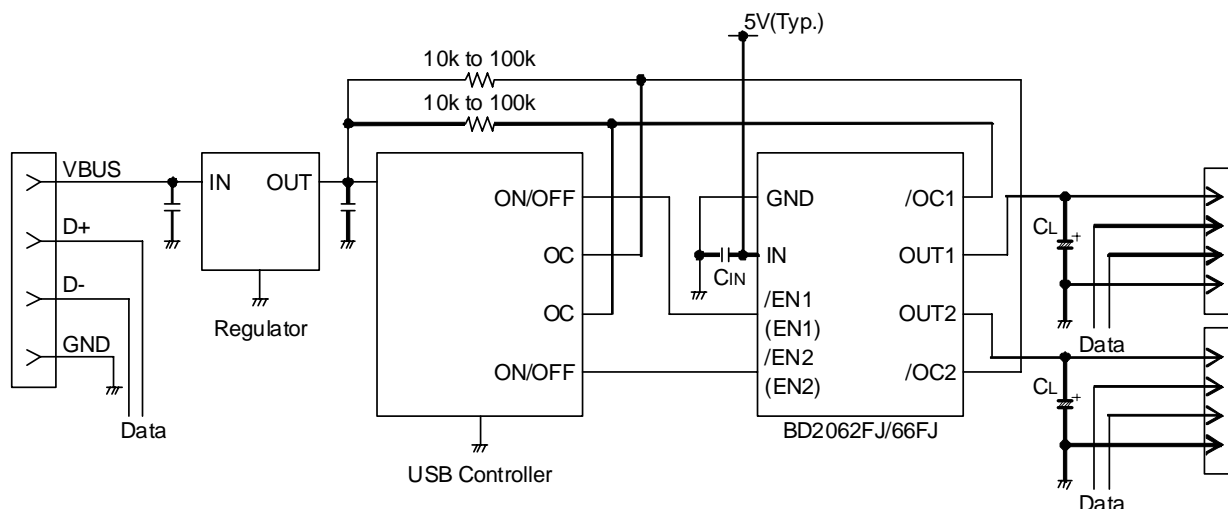 5V(Typ.)
10k to 100k
10k to 100k
VBUS
D+
D-
GND
Data
IN OUT
Regulator
ON/OFF
OC
OC
ON/OFF
USB Controller
CIN
GND
IN
/EN1
(EN1)
/EN2
(EN2)
/OC1
OUT1
OUT2
/OC2
BD2062FJ/66FJ
CL
+
Data
CL
+
Data